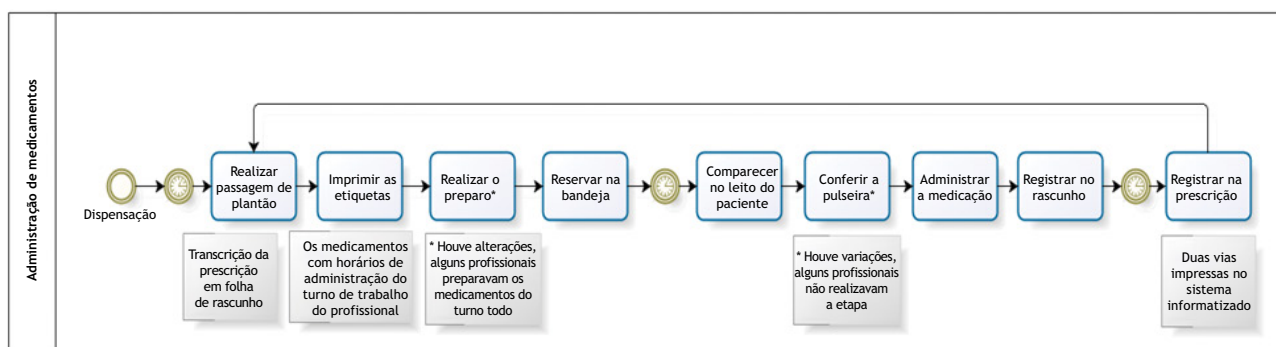 Administração de medicamentos
Dispensação
Realizar
passagem de
plantão
Imprimir as
etiquetas
Realizar o
preparo*
Reservar na
bandeja
Comparecer
no leito do
paciente
Conferir a
pulseira*
Administrar
a medicação
Registrar no
rascunho
Registrar na
prescrição
Transcrição da
prescrição
em folha
de rascunho
Os medicamentos
com horários de
administração do
turno de trabalho
do profissional
* Houve alterações,
alguns profissionais
preparavam os
medicamentos do
turno todo
* Houve variações,
alguns profissionais
não realizavam
a etapa
Duas vias
impressas no
sistema
informatizado